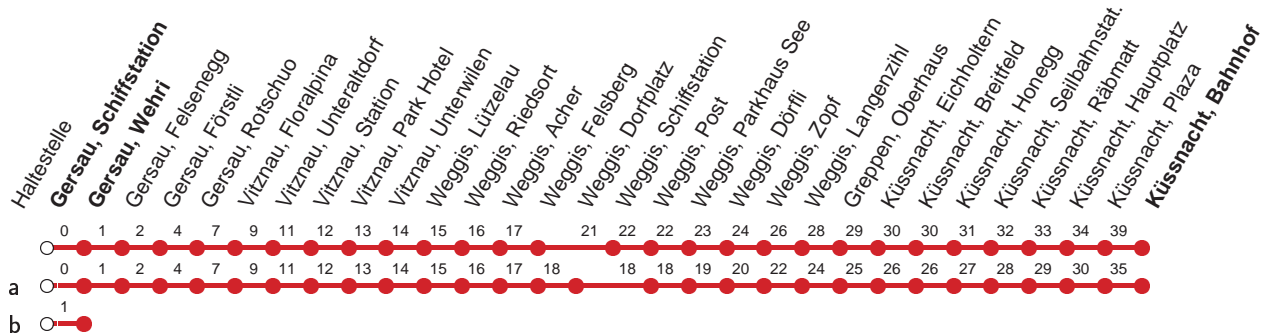 Haltestelle
Gersau, Schiffstation
Gersau, Wehri
Gersau, Felsenegg
Gersau, Förstli
Gersau, Rotschuo
Vitznau, Floralpina
Vitznau, Unteraltdorf
Vitznau, Station
Vitznau, Park Hotel
Vitznau, Unterwilen
Weggis, Lützelau
Weggis, Riedsort
Weggis, Acher
Weggis, Felsberg
Weggis, Dorfplatz
Weggis, Schiffstation
Weggis, Post
Weggis, Parkhaus See
Weggis, Dörfli
Weggis, Zopf
Weggis, Langenzihl
Greppen, Oberhaus
Küssnacht, Eichholtern
Küssnacht, Breitfeld
Küssnacht, Honegg
Küssnacht, Seilbahnstat.
Küssnacht, Räbmatt
Küssnacht, Hauptplatz
Küssnacht, Plaza
Küssnacht, Bahnhof
0 1 2 4 7 9 11 12 13 14 15 16 17 21 22 22 23 24 26 28 29 30 30 31 32 33 34 39
a 0 1 2 4 7 9 11 12 13 14 15 16 17 18 18 18 19 20 22 24 25 26 26 27 28 29 30 35
b 1